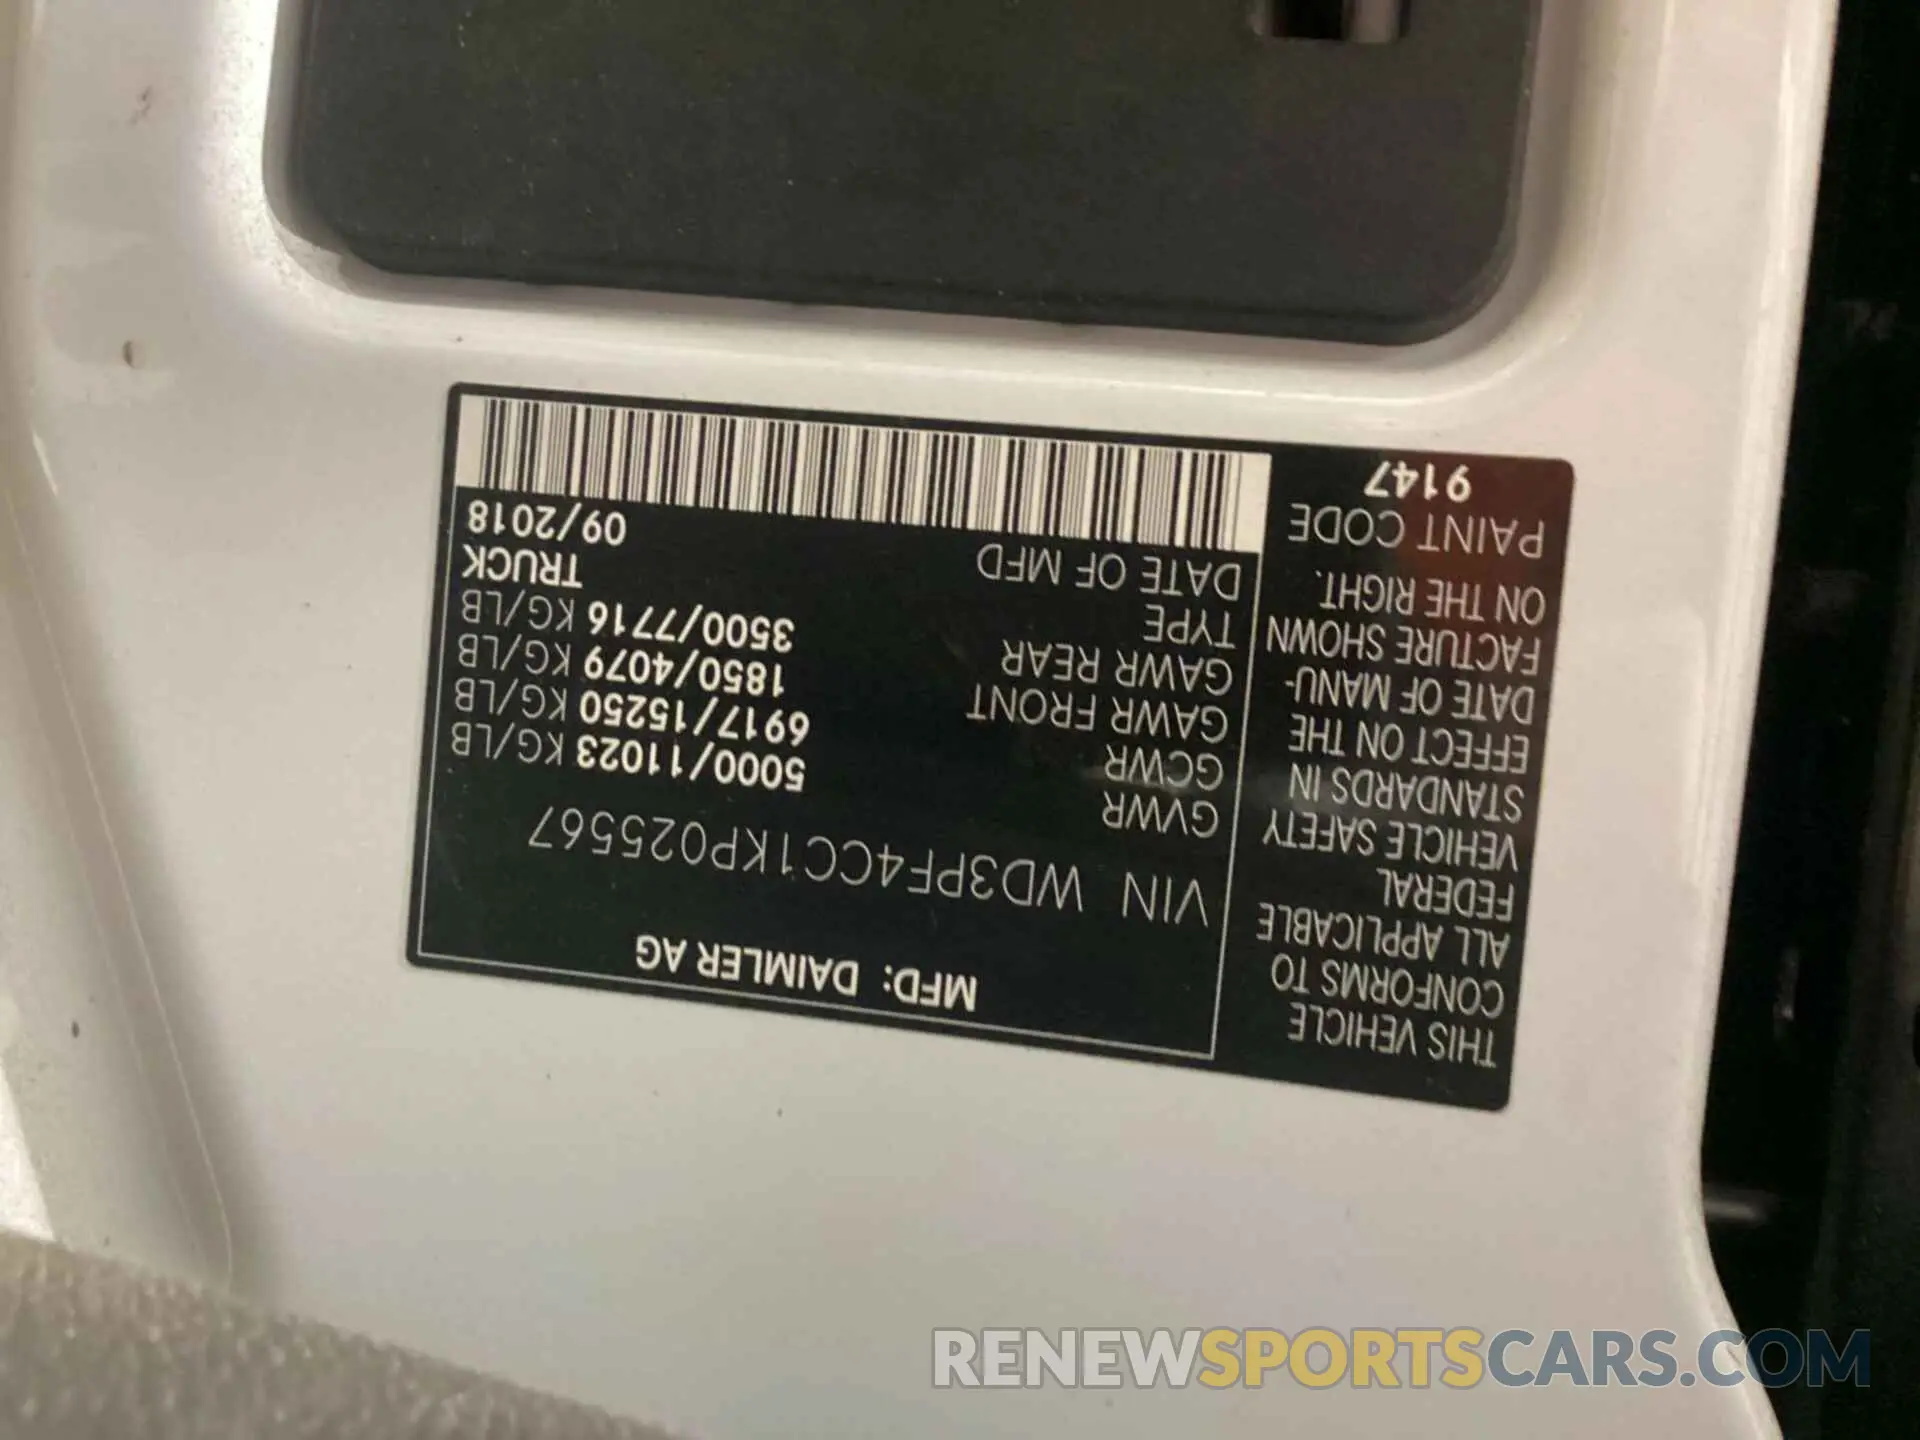 THIS VEHICLE
CONFORMS TO
ALL APPLICABLE
FEDERAL
VEHICLE SAFETY
STANDARDS IN
EFFECT ON THE
DATE OF MANU-
FACTURE SHOWN
ON THE RIGHT.
PAINT CODE
9147
MFD: DAIMLER AG
VIN WD3PF4CC1KP025567
GVWR 5000/11023 KG/LB
GCWR 6917/15250 KG/LB
GAWR FRONT 1850/4079 KG/LB
GAWR REAR 3500/7716 KG/LB
TYPE TRUCK
DATE OF MFD 09/2018
RENEWSPORTSCARS.COM